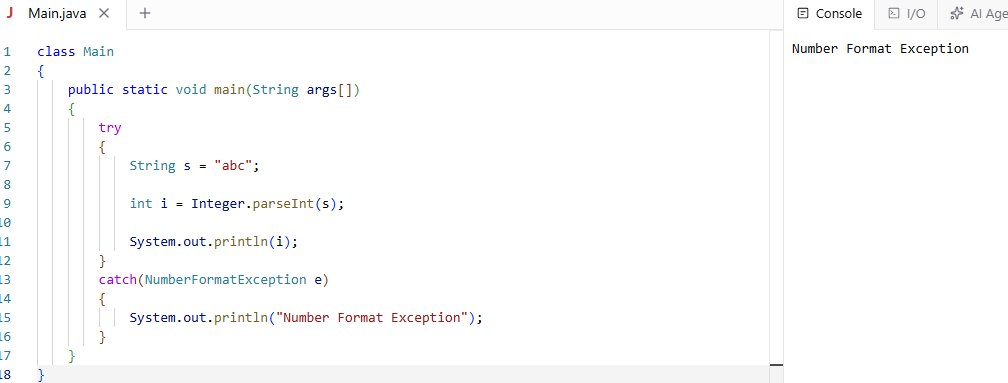 J Main.java × +
Console I/O AI Age
Number Format Exception
1 class Main
2 {
3 public static void main(String args[])
4 {
5 try
6 {
7 String s = "abc";
8
9 int i = Integer.parseInt(s);
10
11 System.out.println(i);
12 }
13 catch(NumberFormatException e)
14 {
15 System.out.println("Number Format Exception");
16 }
17 }
18 }